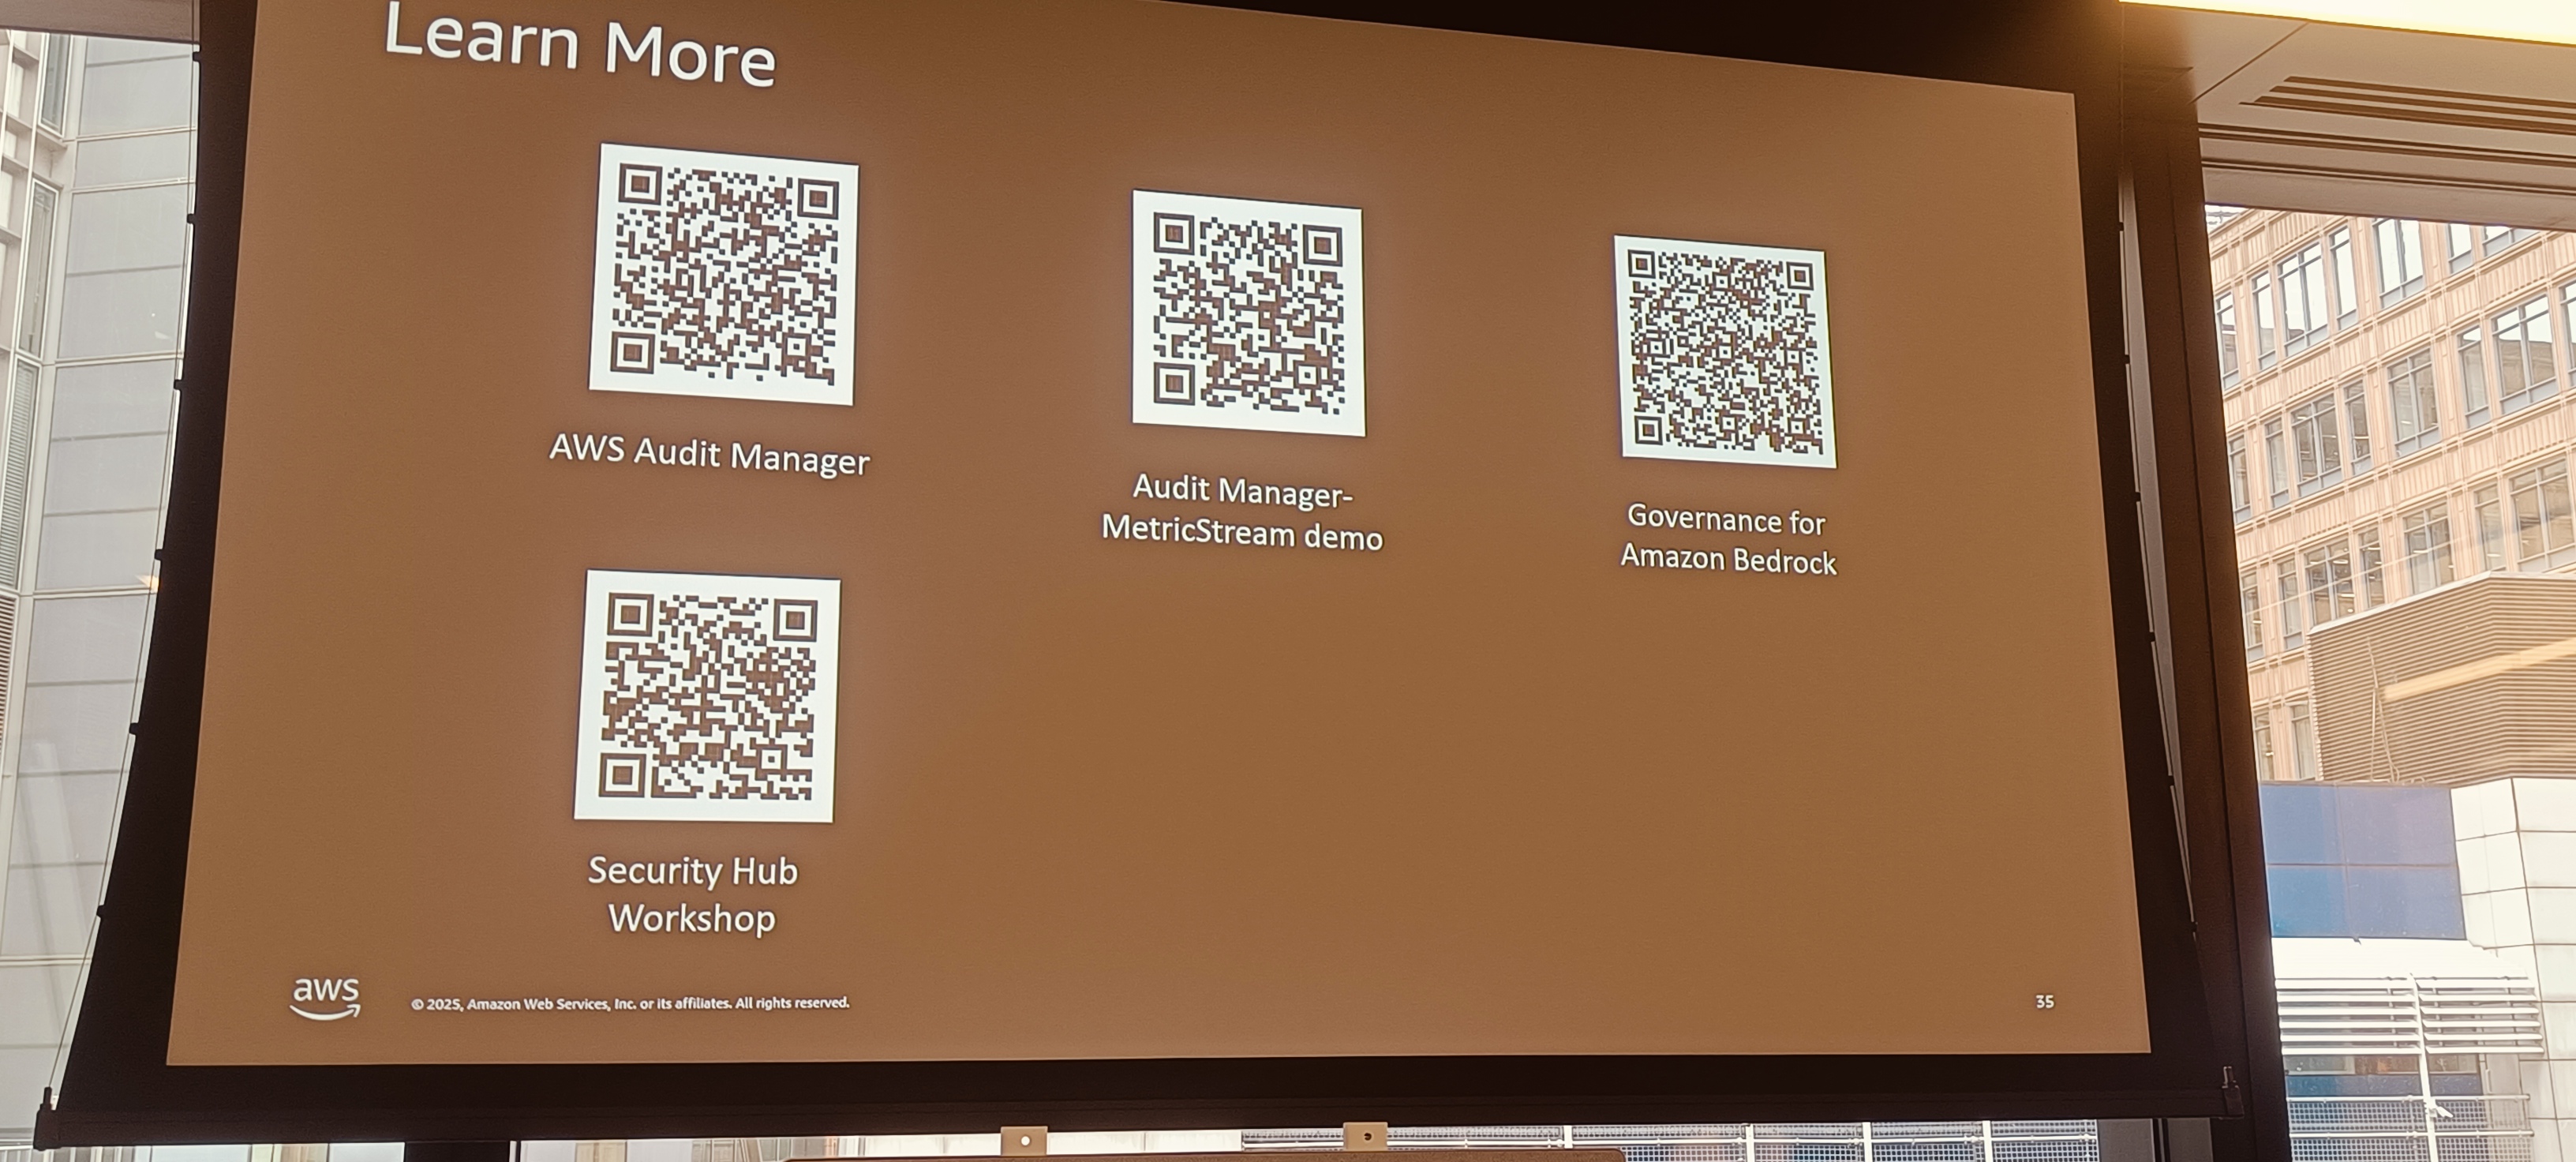 Learn More
AWS Audit Manager
Audit Manager-
MetricStream demo
Governance for
Amazon Bedrock
Security Hub
Workshop
aws
© 2025, Amazon Web Services, Inc. or its affiliates. All rights reserved.
35